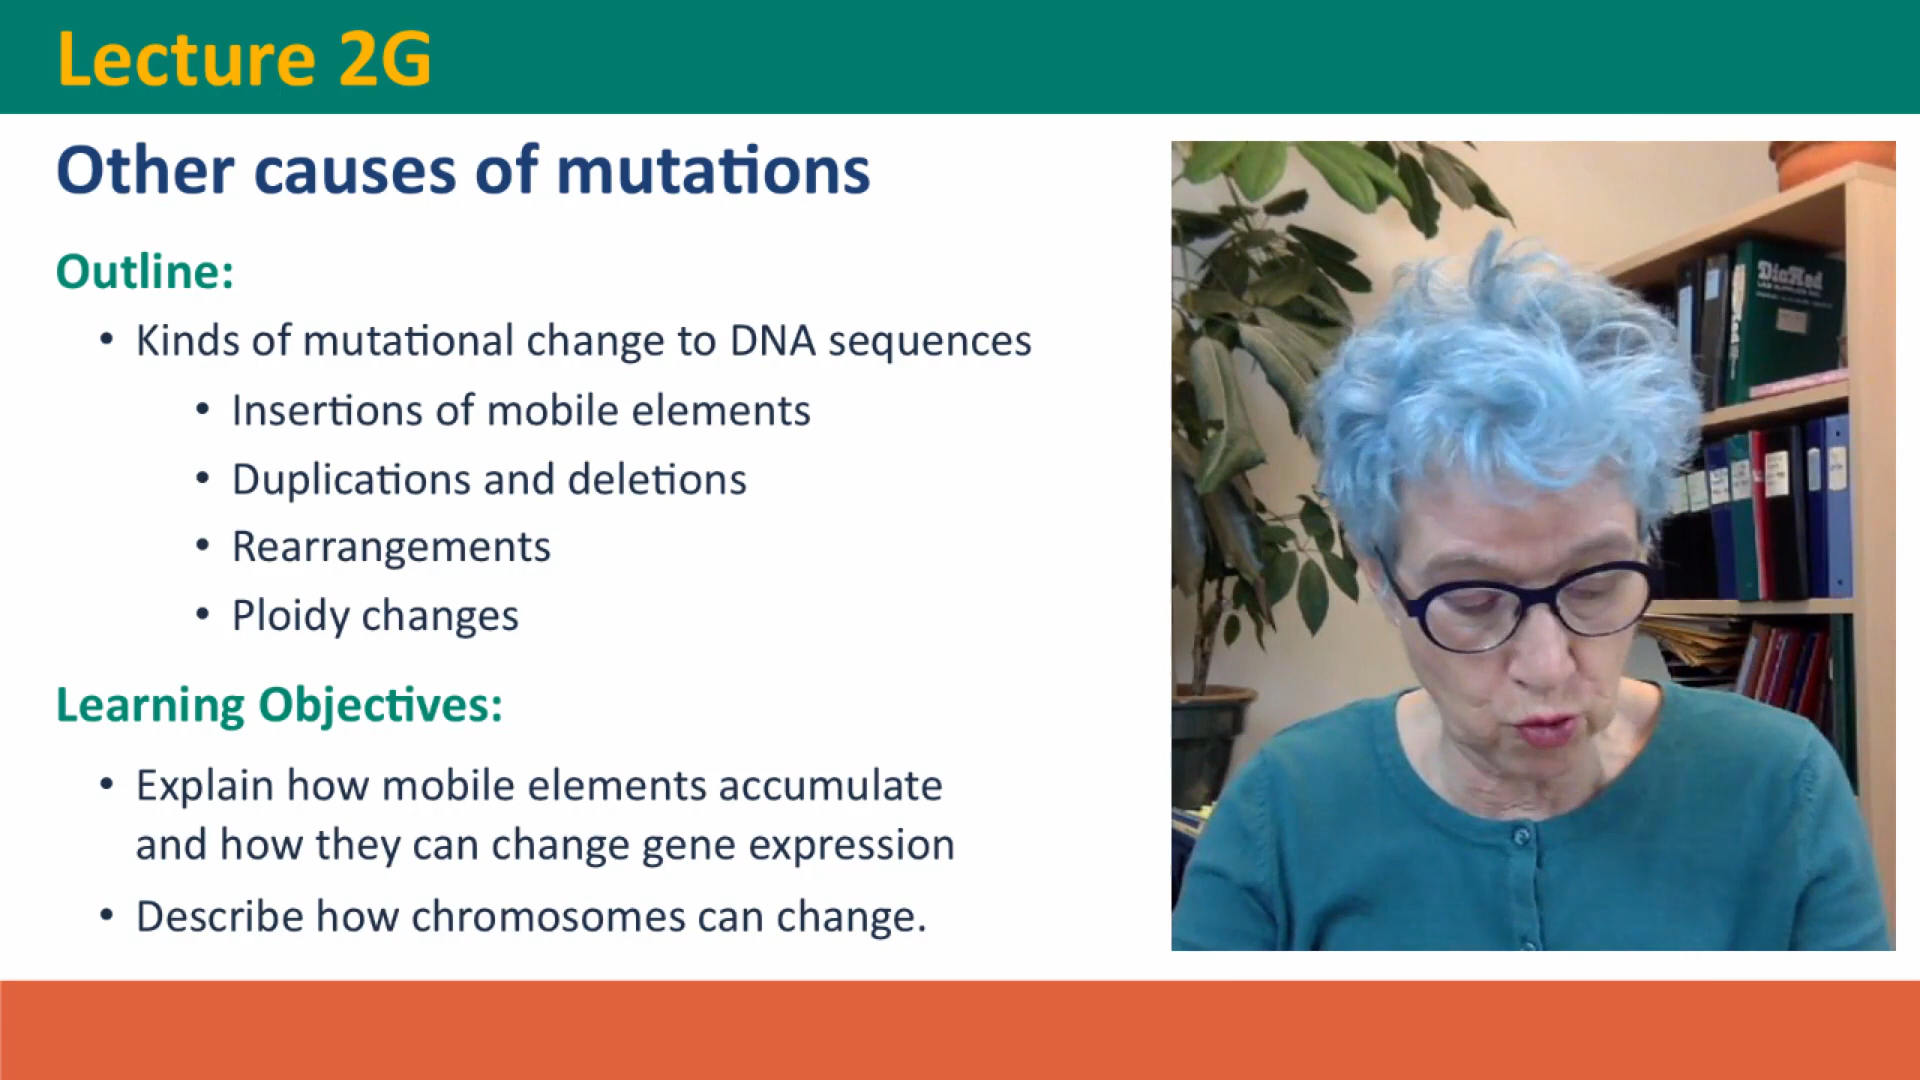 Lecture 2G
Other causes of mutations
Outline:
• Kinds of mutational change to DNA sequences
• Insertions of mobile elements
• Duplications and deletions
• Rearrangements
• Ploidy changes
Learning Objectives:
• Explain how mobile elements accumulate
and how they can change gene expression
• Describe how chromosomes can change.
DiaMed